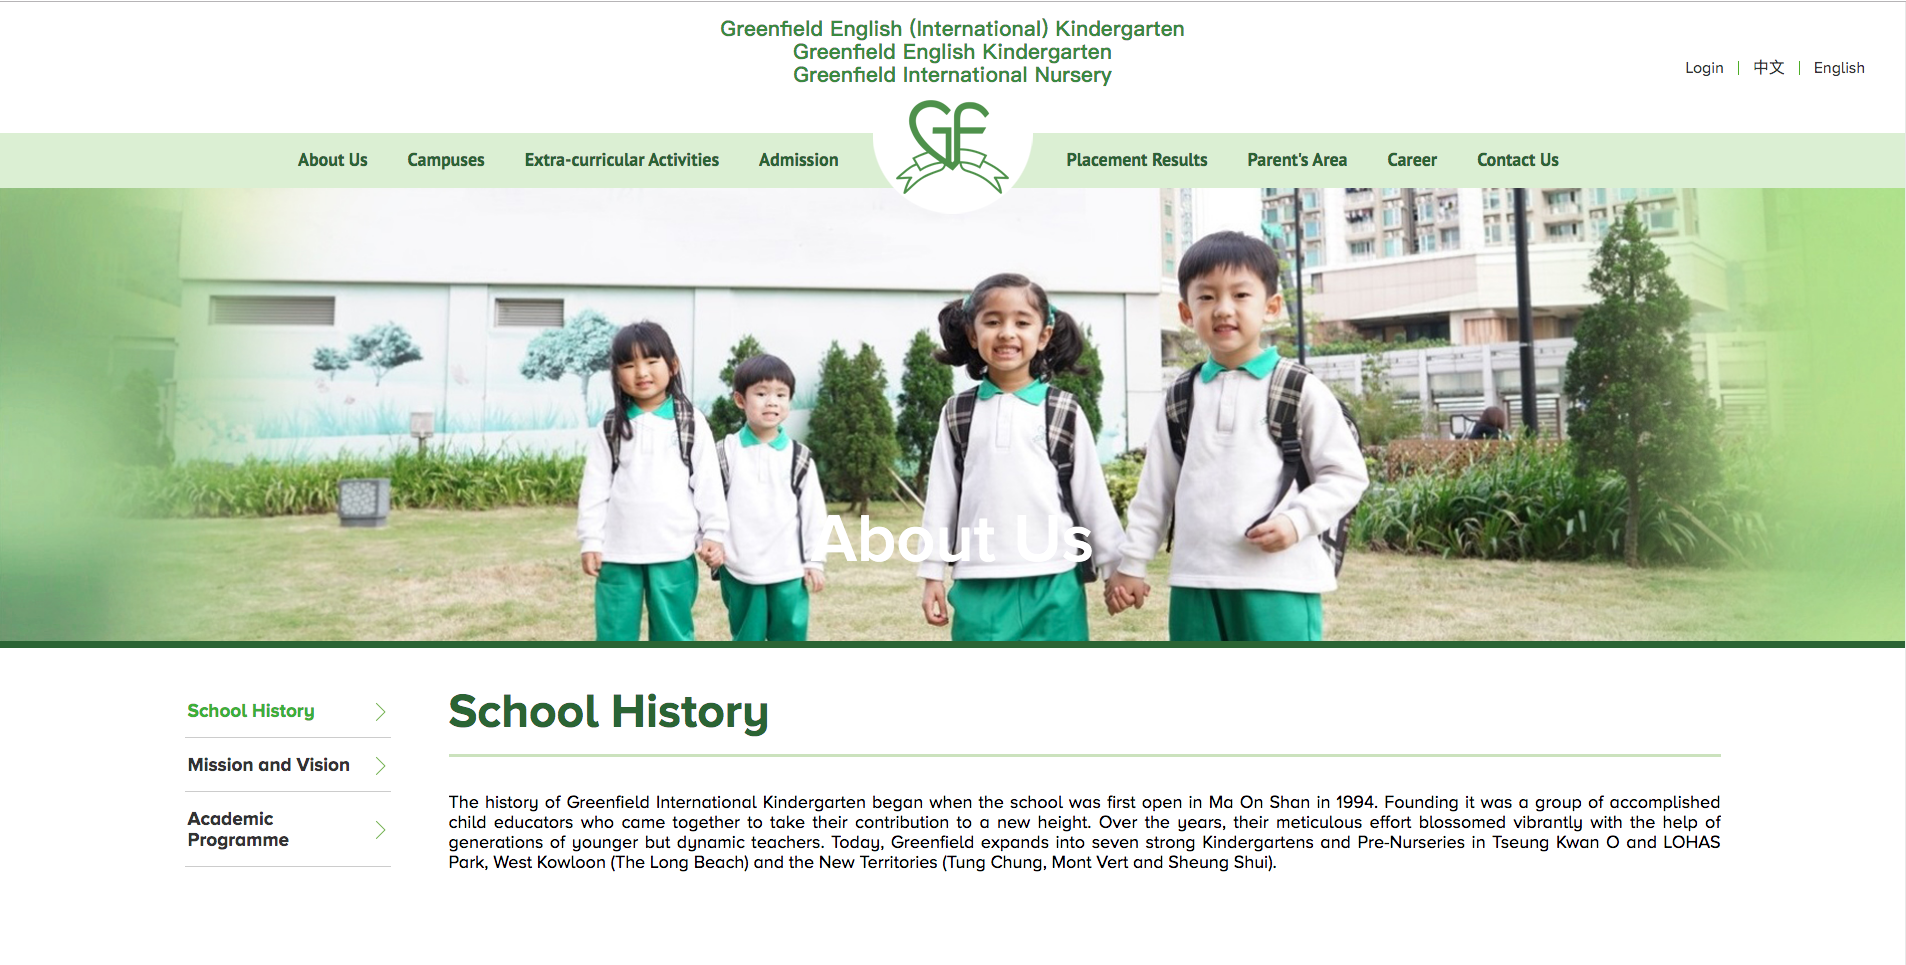 Greenfield English (International) Kindergarten
Greenfield English Kindergarten
Greenfield International Nursery
Login | 中文 | English
About Us Campuses Extra-curricular Activities Admission GF Placement Results Parent's Area Career Contact Us
About Us
School History
Mission and Vision
Academic
Programme
School History
The history of Greenfield International Kindergarten began when the school was first open in Ma On Shan in 1994. Founding it was a group of accomplished
child educators who came together to take their contribution to a new height. Over the years, their meticulous effort blossomed vibrantly with the help of
generations of younger but dynamic teachers. Today, Greenfield expands into seven strong Kindergartens and Pre-Nurseries in Tseung Kwan O and LOHAS
Park, West Kowloon (The Long Beach) and the New Territories (Tung Chung, Mont Vert and Sheung Shui).